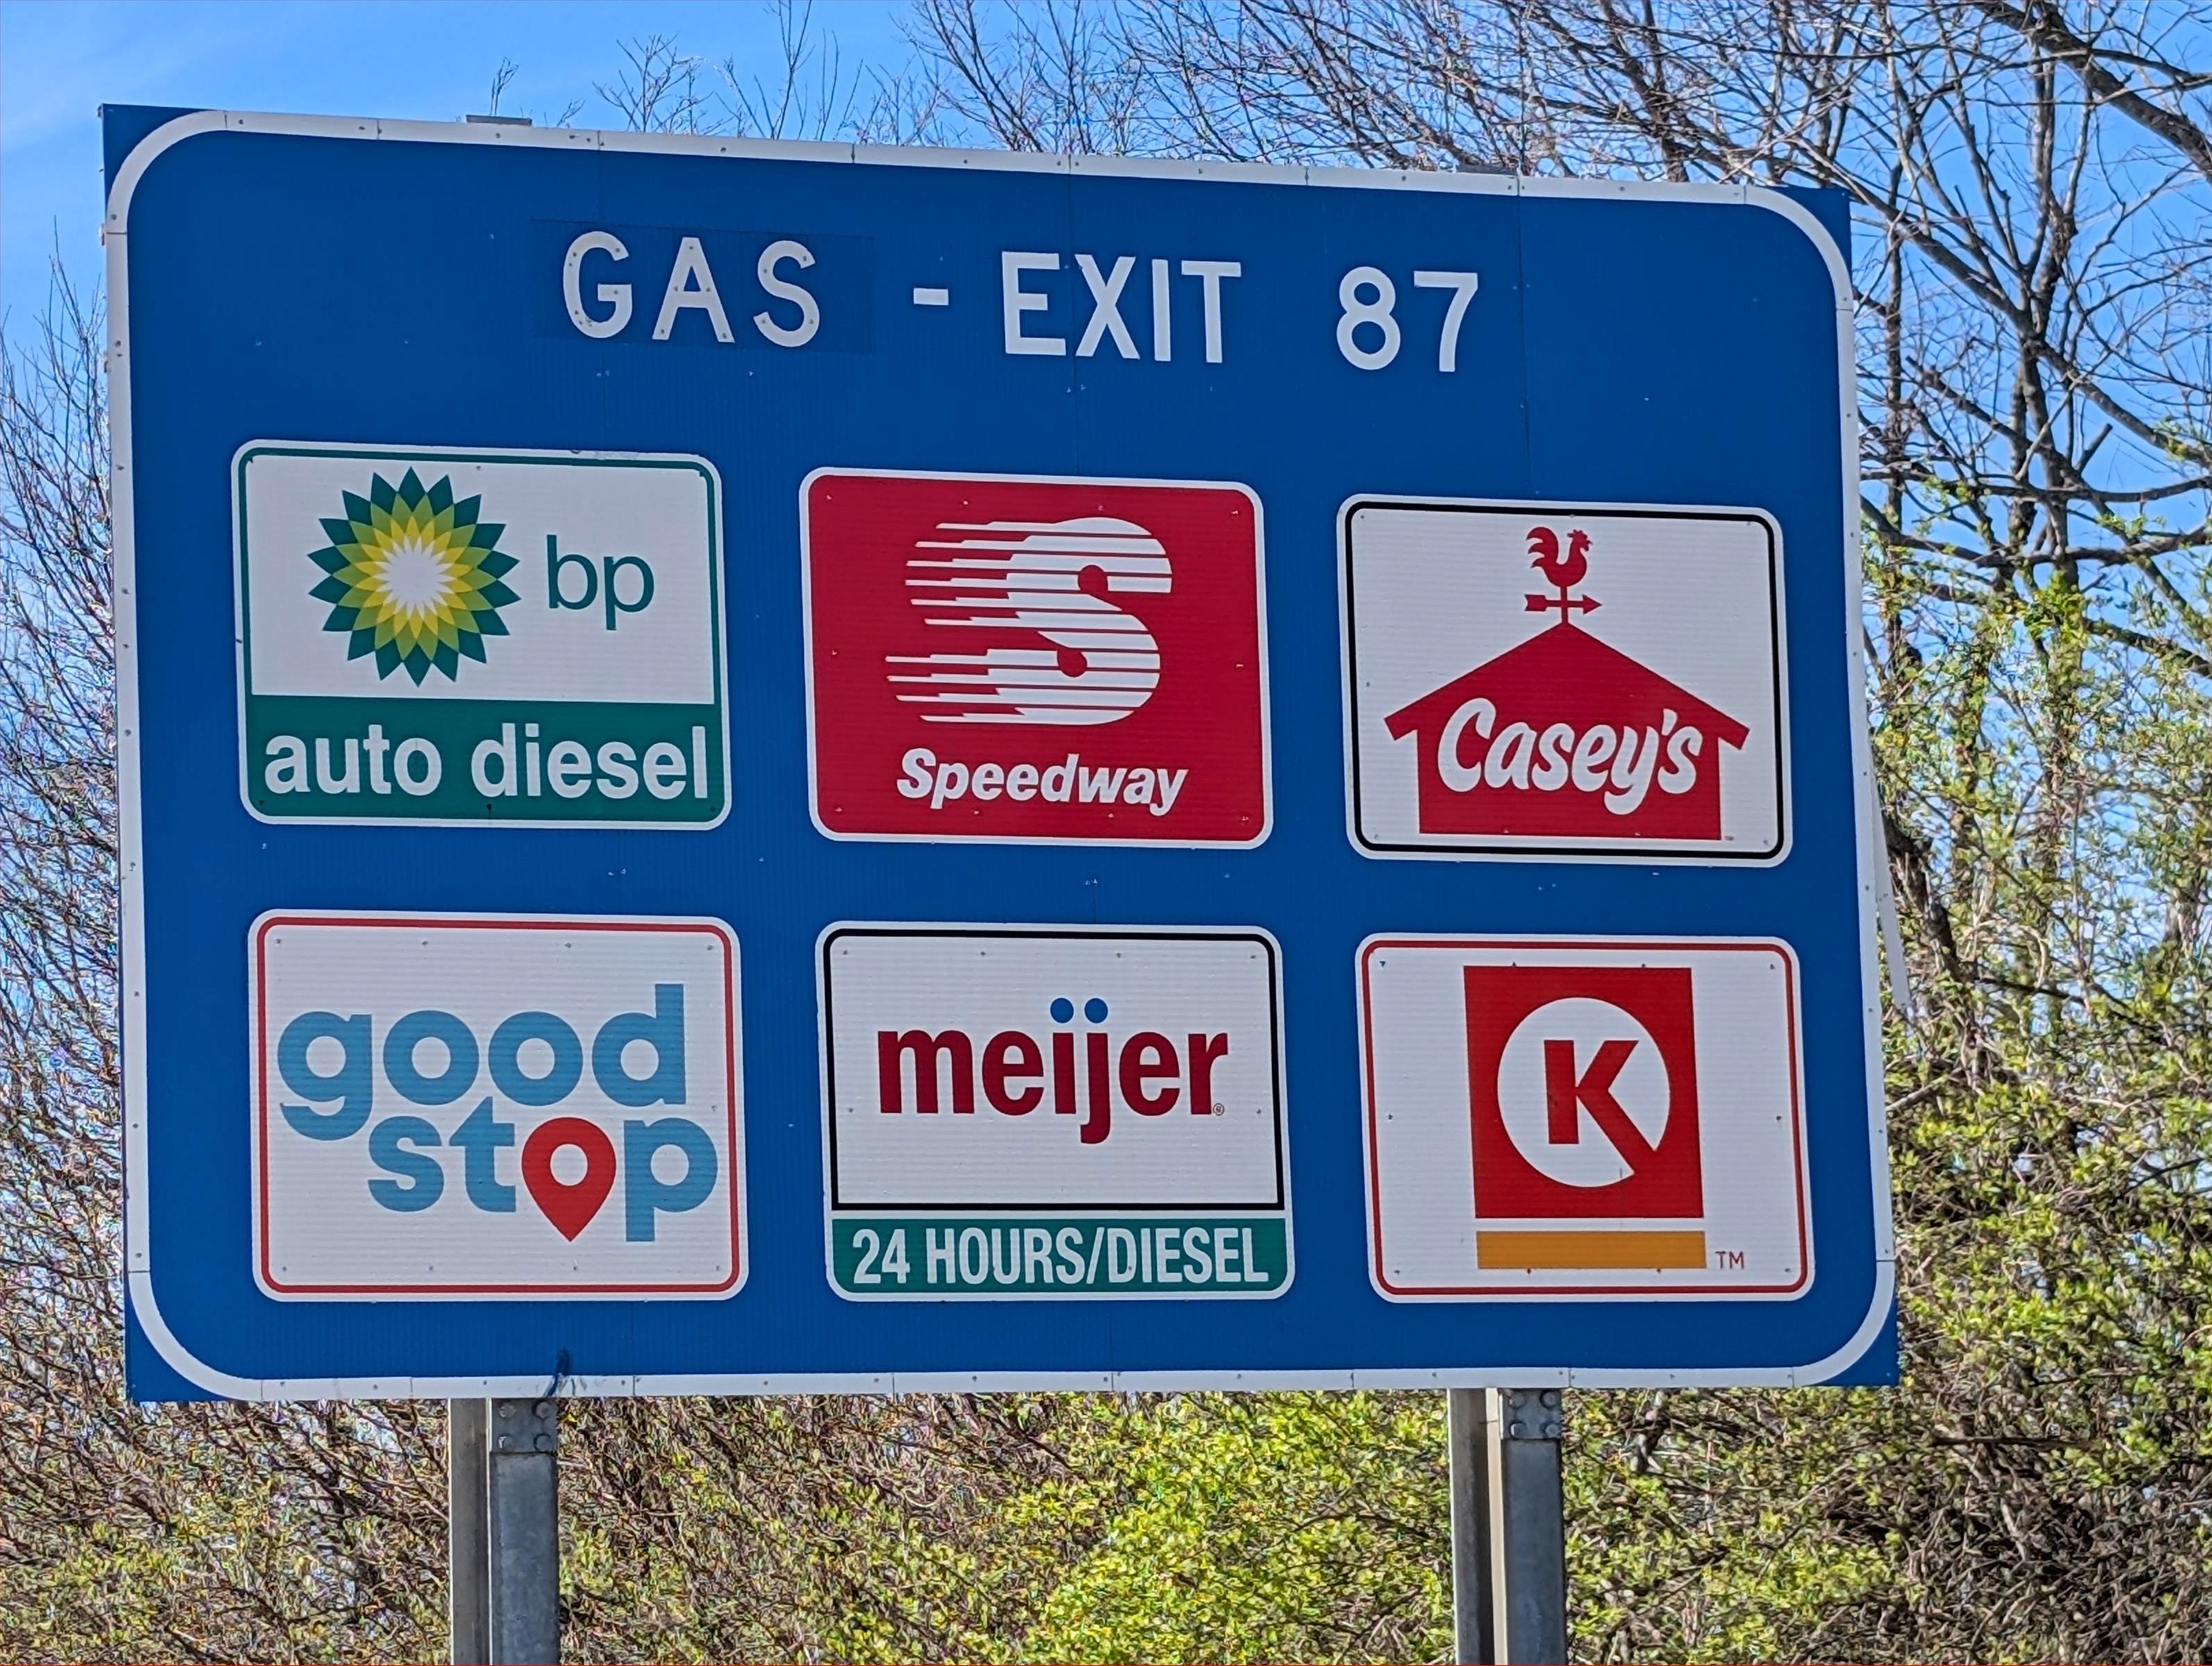 GAS - EXIT 87
bp
auto diesel
S
Speedway
Casey's
good
stop
meijer®
24 HOURS/DIESEL
K
TM